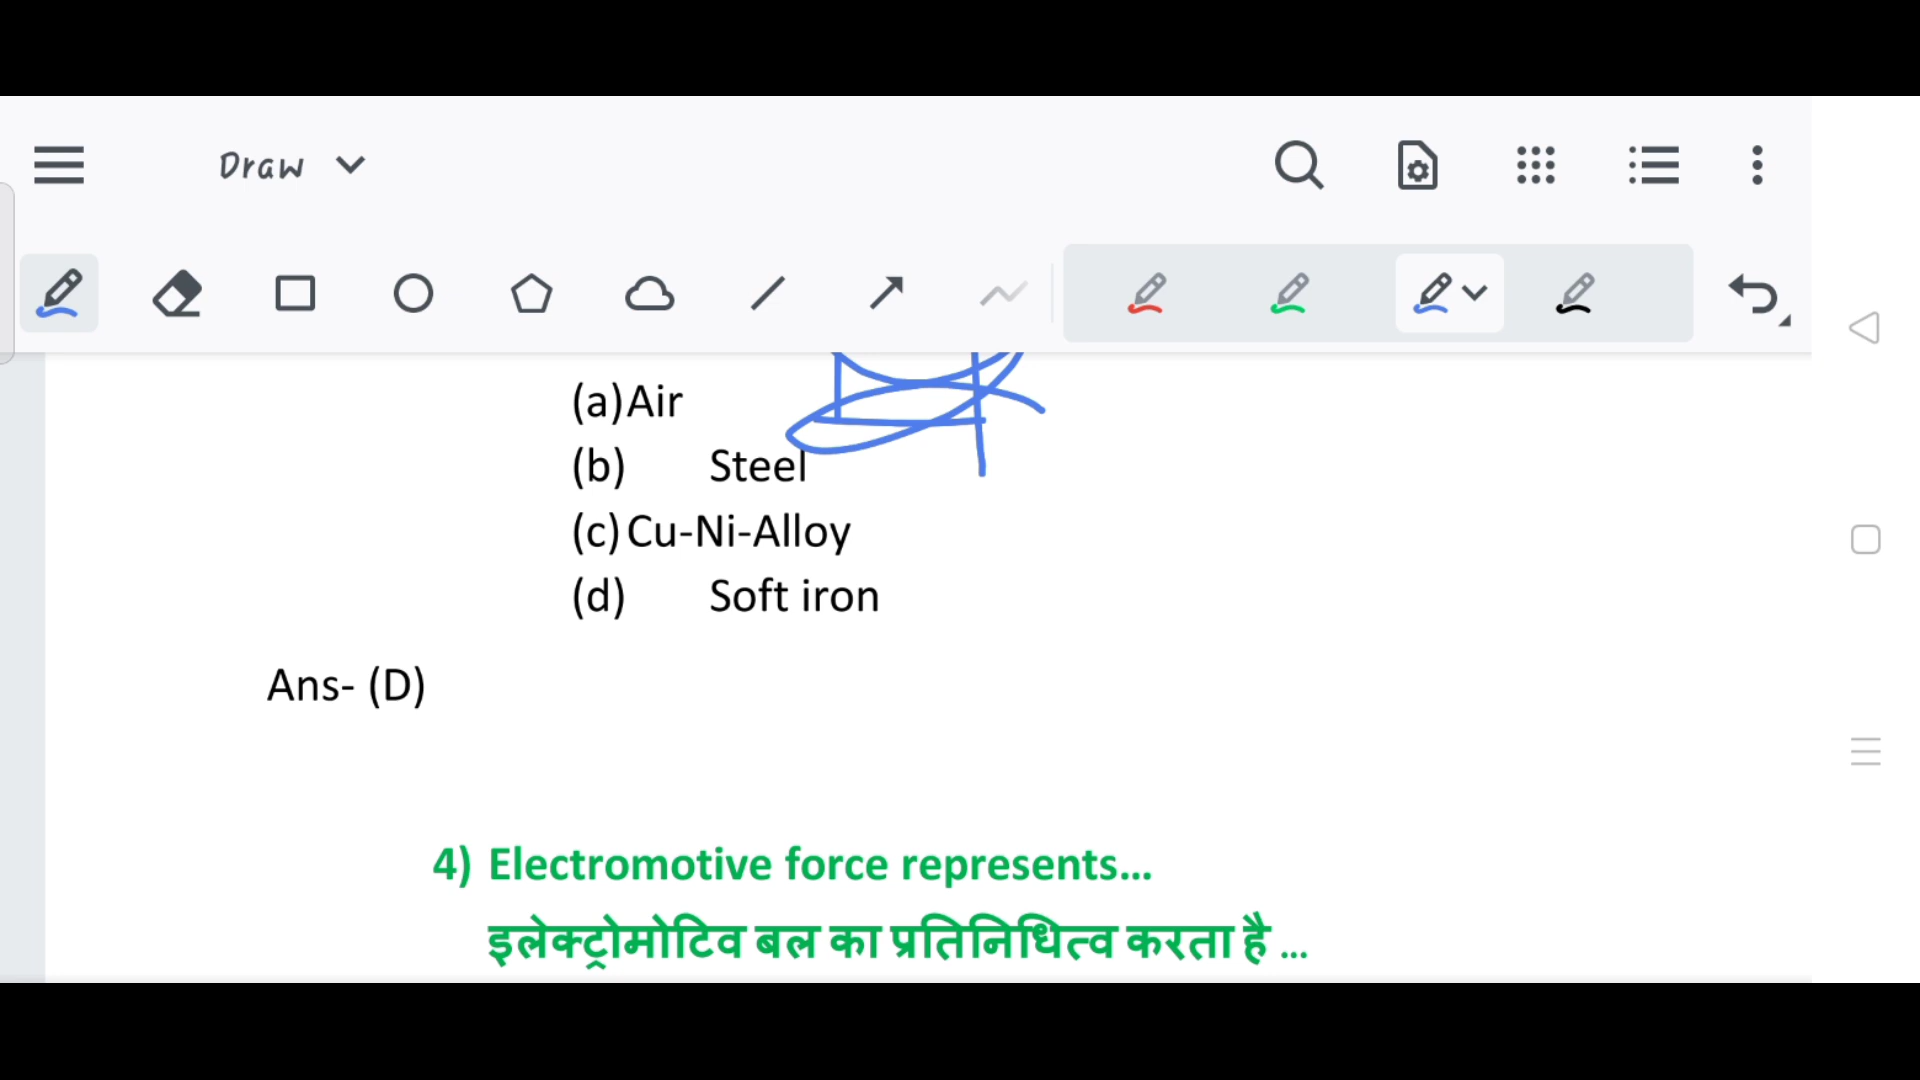 Draw
(a) Air
(b) Steel
(c) Cu-Ni-Alloy
(d) Soft iron
Ans- (D)
4) Electromotive force represents...
इलेक्ट्रोमोटिव बल का प्रतिनिधित्व करता है ...